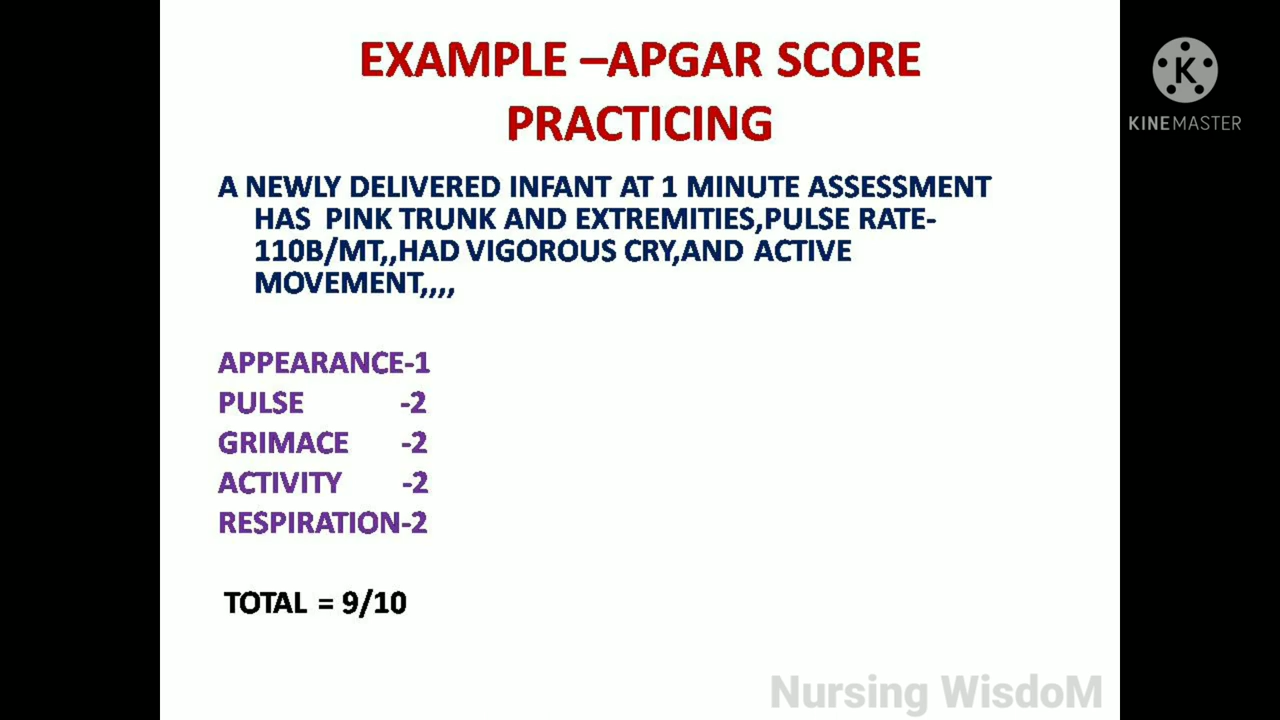 EXAMPLE –APGAR SCORE
PRACTICING
K
KINEMASTER
A NEWLY DELIVERED INFANT AT 1 MINUTE ASSESSMENT
HAS PINK TRUNK AND EXTREMITIES,PULSE RATE-
110B/MT,,HAD VIGOROUS CRY,AND ACTIVE
MOVEMENT,,,,
APPEARANCE-1
PULSE -2
GRIMACE -2
ACTIVITY -2
RESPIRATION-2
TOTAL = 9/10
Nursing WisdoM